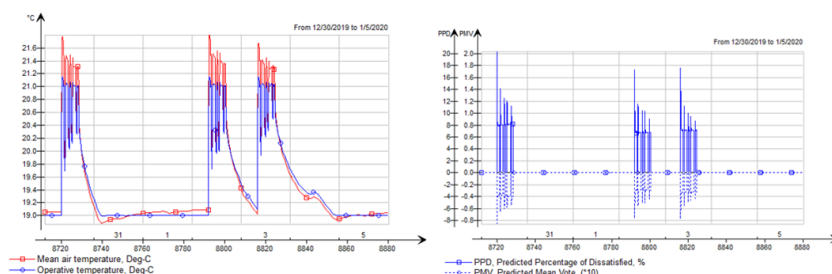 °C
From 12/30/2019 to 1/5/2020
21.6
21.4
21.2
21.0
20.8
20.6
20.4
20.2
20.0
19.8
19.6
19.4
19.2
19.0
31 1 3 5
8720 8740 8760 8780 8800 8820 8840 8860 8880
Mean air temperature, Deg-C
Operative temperature, Deg-C
PPD, % PMV
From 12/30/2019 to 1/5/2020
20 2.0
18 1.8
16 1.6
14 1.4
12 1.2
10 1.0
8 0.8
6 0.6
4 0.4
2 0.2
0 0.0
-2 -0.2
-4 -0.4
-6 -0.6
-8 -0.8
31 1 3 5
8720 8740 8760 8780 8800 8820 8840 8860 8880
PPD, Predicted Percentage of Dissatisfied, %
PMV, Predicted Mean Vote, (*10)